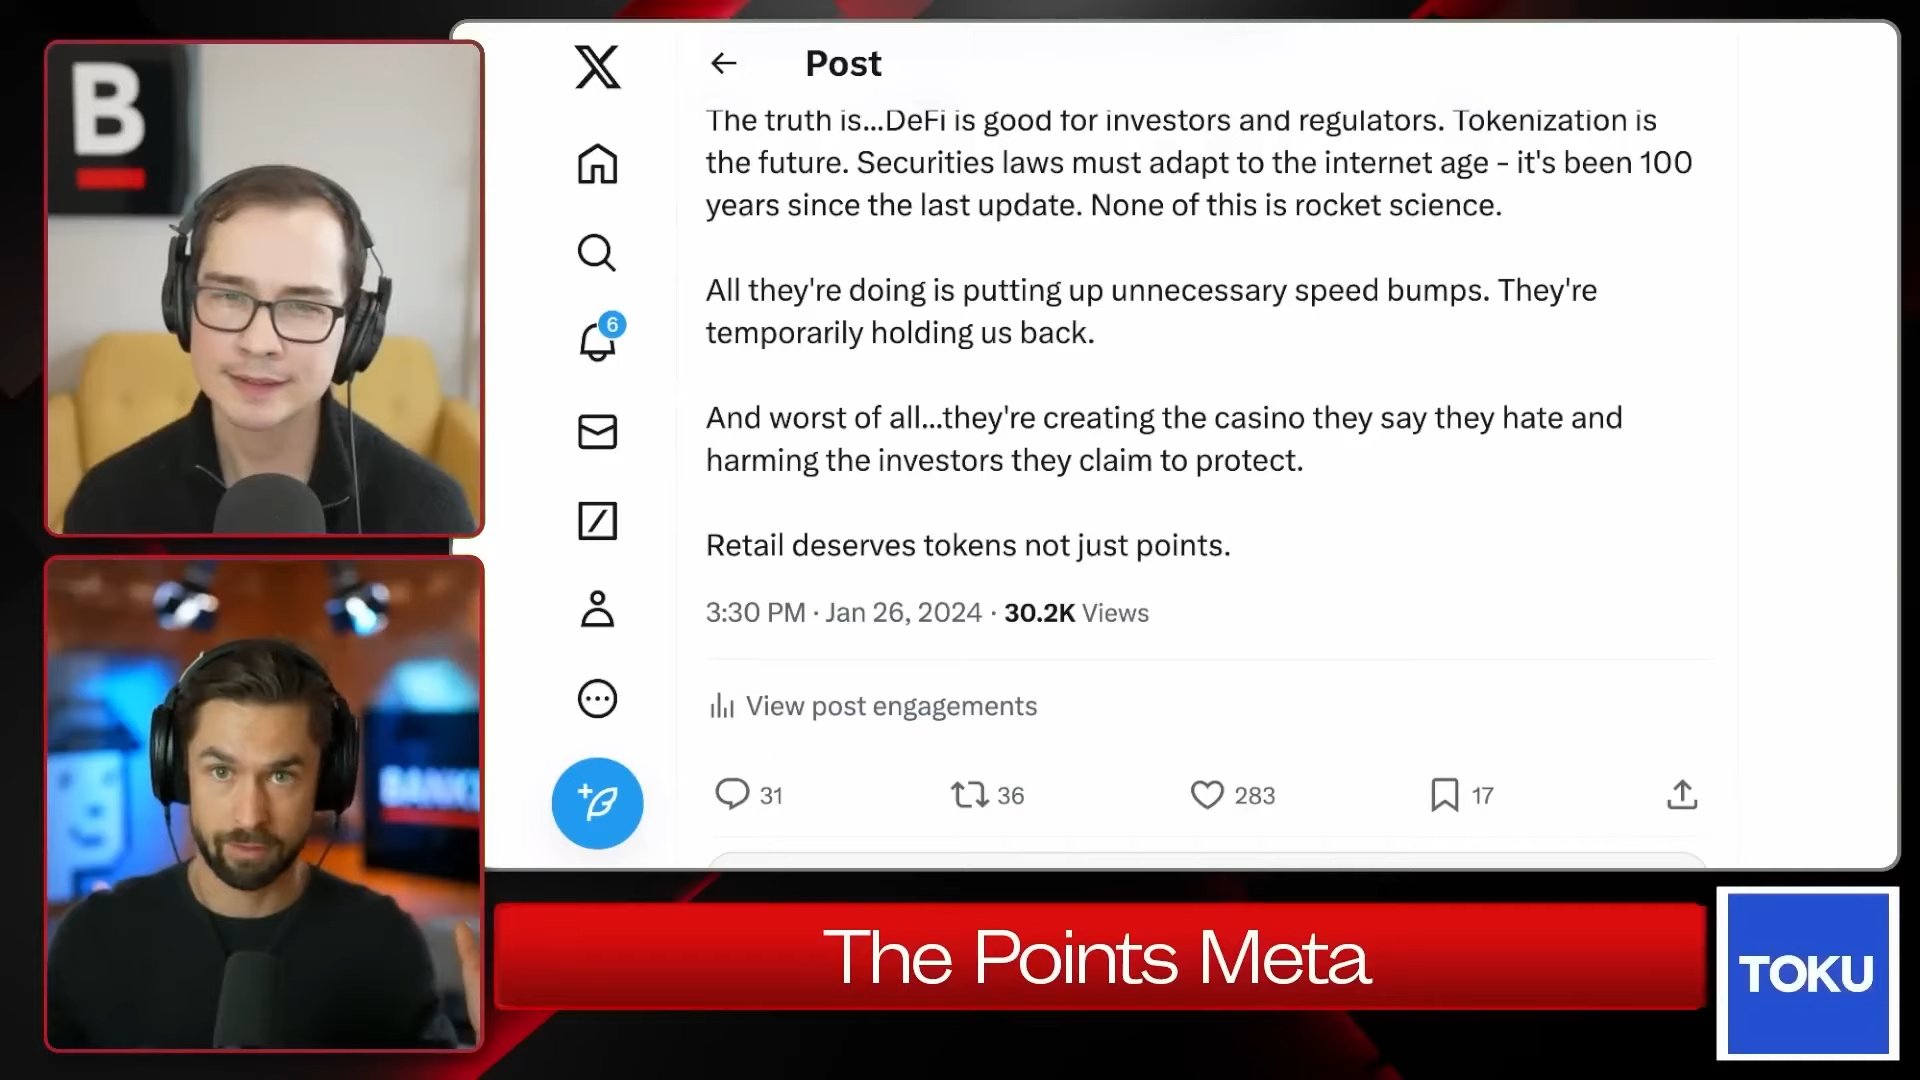 B
Post
The truth is...DeFi is good for investors and regulators. Tokenization is
the future. Securities laws must adapt to the internet age - it's been 100
years since the last update. None of this is rocket science.
All they're doing is putting up unnecessary speed bumps. They're
temporarily holding us back.
And worst of all...they're creating the casino they say they hate and
harming the investors they claim to protect.
Retail deserves tokens not just points.
3:30 PM · Jan 26, 2024 · 30.2K Views
View post engagements
31 36 283 17
6
BANK
The Points Meta
TOKU